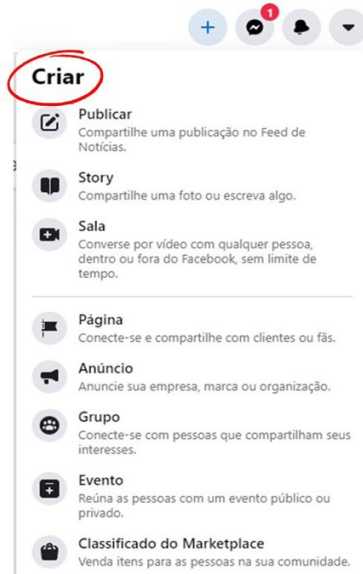 1
Criar
Publicar
Compartilhe uma publicação no Feed de
Notícias.
Story
Compartilhe uma foto ou escreva algo.
Sala
Converse por vídeo com qualquer pessoa,
dentro ou fora do Facebook, sem limite de
tempo.
Página
Conecte-se e compartilhe com clientes ou fãs.
Anúncio
Anuncie sua empresa, marca ou organização.
Grupo
Conecte-se com pessoas que compartilham seus
interesses.
Evento
Reúna as pessoas com um evento público ou
privado.
Classificado do Marketplace
Venda itens para as pessoas na sua comunidade.